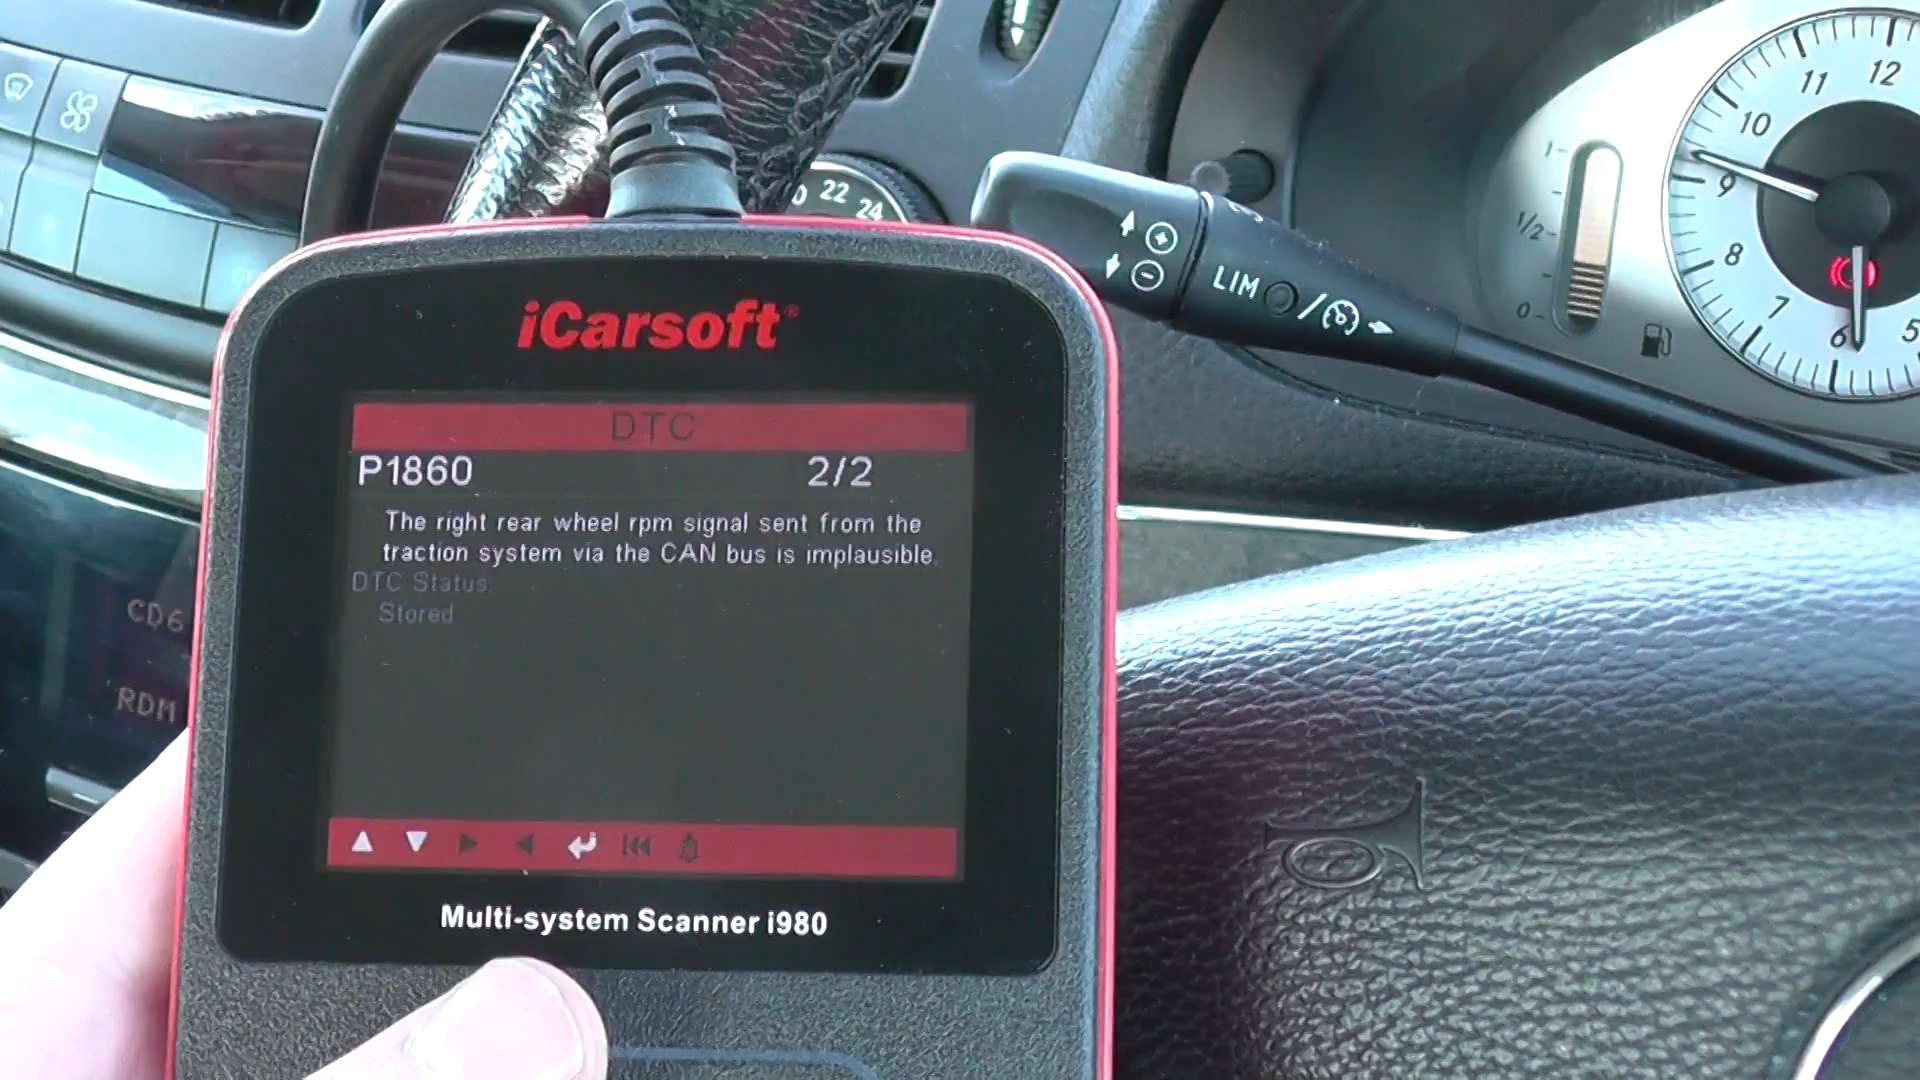 iCarsoft®
DTC
P1860 2/2
The right rear wheel rpm signal sent from the
traction system via the CAN bus is implausible.
DTC Status:
Stored
Multi-system Scanner i980
22
24
LIM
CD6
RDM
1
1/2
0
12
11
10
9
8
7
6
5